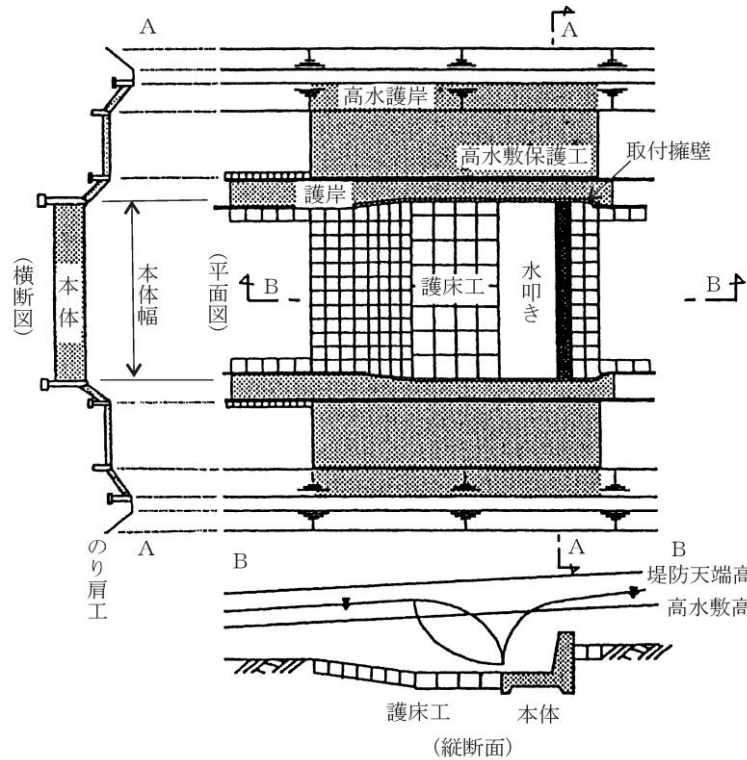 A
A
高水護岸
高水敷保護工
取付擁壁
護岸
(横断図)
本体
本体幅
(平面図)
B
護床工
水叩き
B
のり肩工
A
B
A
B
堤防天端高
高水敷高
護床工
本体
(縦断面)